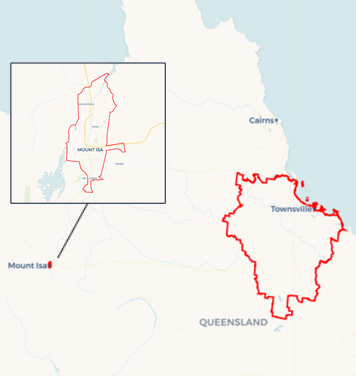 MOUNT ISA
Cairns
Townsville
Mount Isa
QUEENSLAND